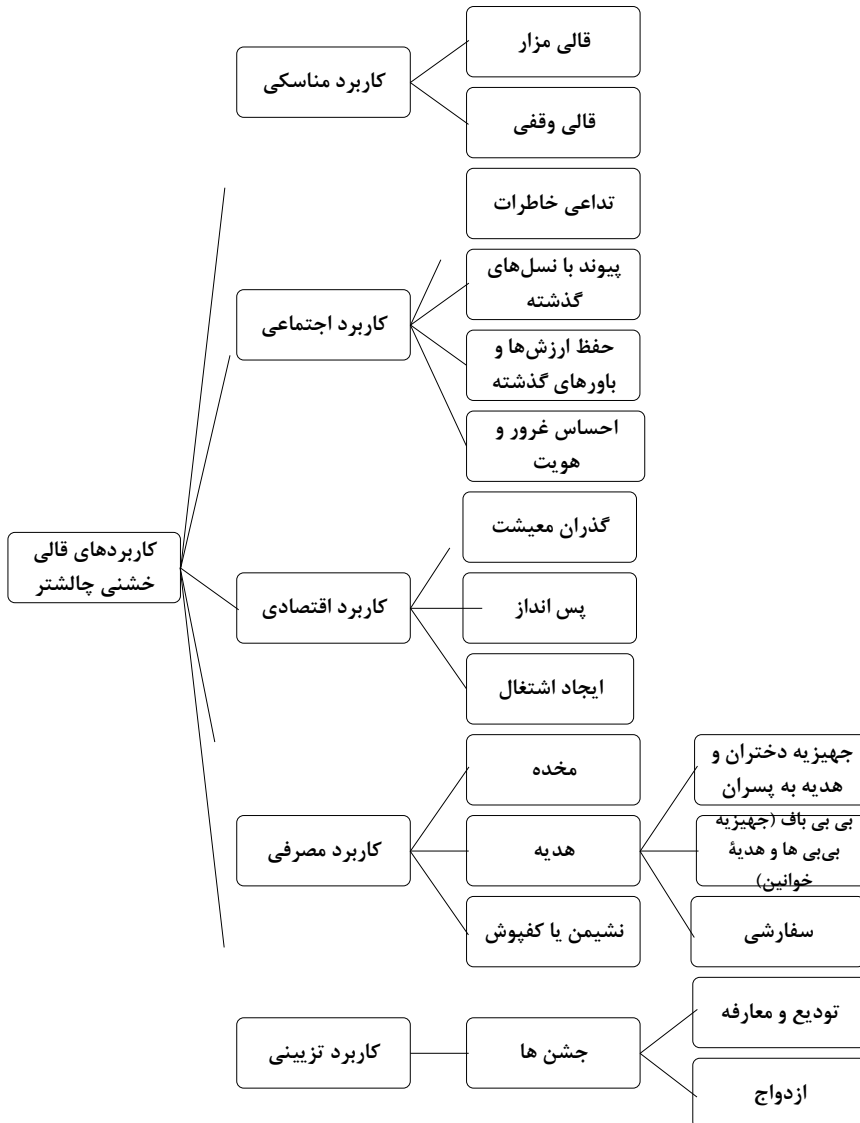 کاربردهای قالی
خشنی چالشتر
کاربرد مناسکی
قالی مزار
قالی وقفی
کاربرد اجتماعی
تداعی خاطرات
پیوند با نسل‌های
گذشته
حفظ ارزش‌ها و
باورهای گذشته
احساس غرور و
هویت
کاربرد اقتصادی
گذران معیشت
پس انداز
ایجاد اشتغال
کاربرد مصرفی
مخده
هدیه
جهیزیه دختران و
هدیه به پسران
بی بی باف (جهیزیه
بی‌بی ها و هدیۀ
خوانین)
سفارشی
نشیمن یا کفپوش
کاربرد تزیینی
جشن ها
تودیع و معارفه
ازدواج